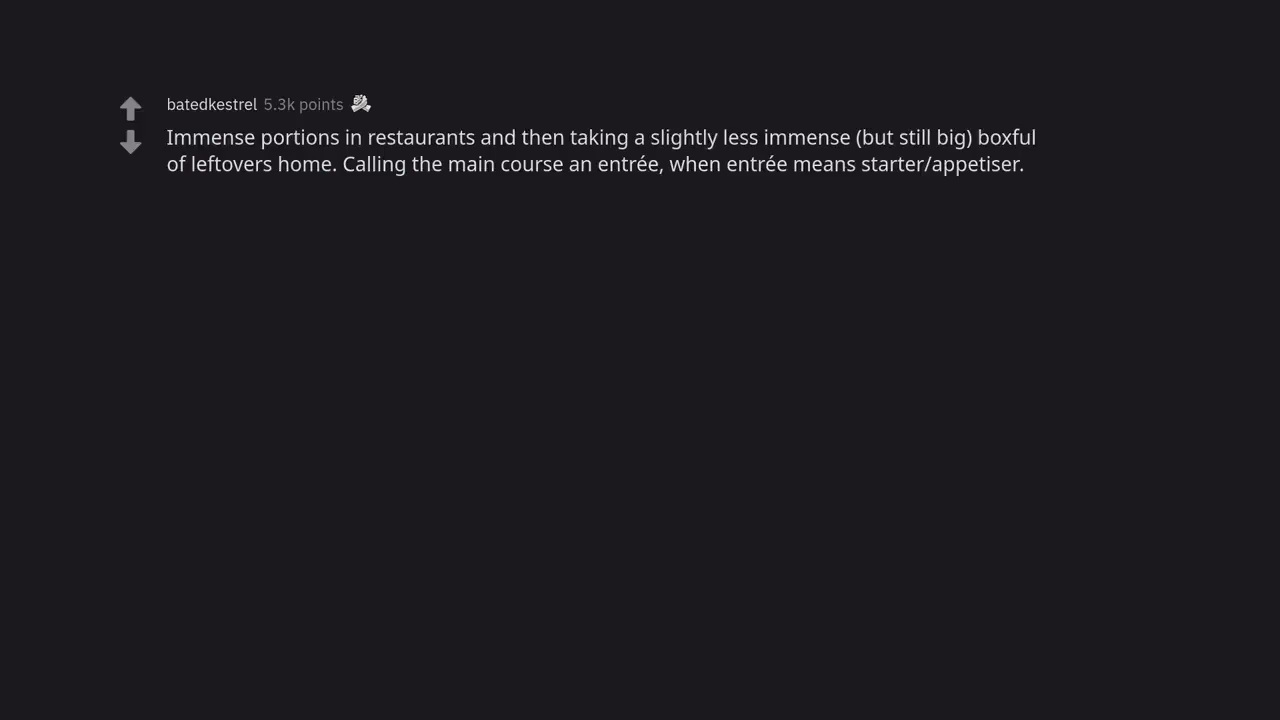 batedkestrel 5.3k points
Immense portions in restaurants and then taking a slightly less immense (but still big) boxful
of leftovers home. Calling the main course an entrée, when entrée means starter/appetiser.